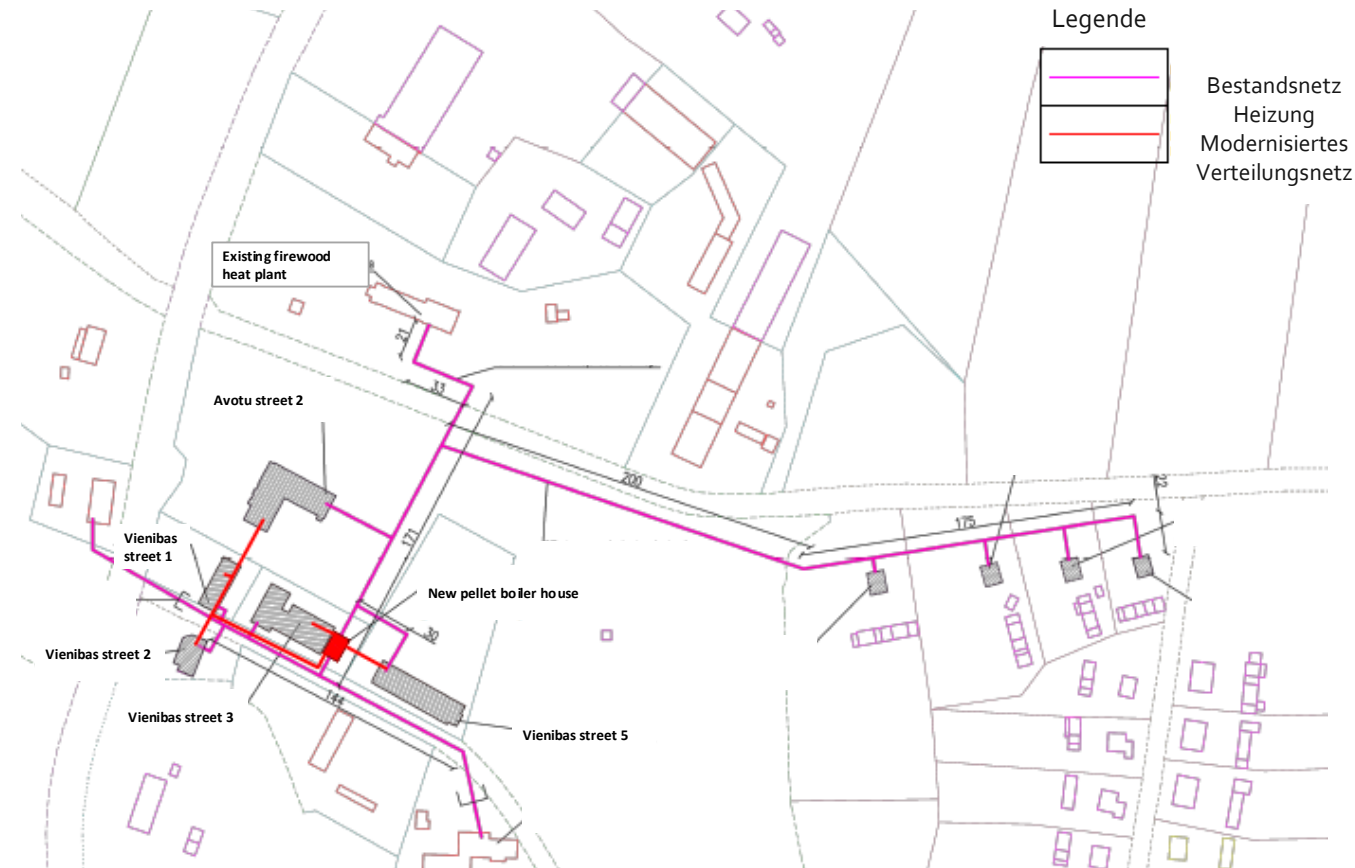 Legende
Bestandsnetz
Heizung
Modernisiertes
Verteilungsnetz
Existing firewood
heat plant
21
33
Avotu street 2
200
22
175
171
Vienibas
street 1
New pellet boiler house
30
Vienibas street 2
144
Vienibas street 3
Vienibas street 5